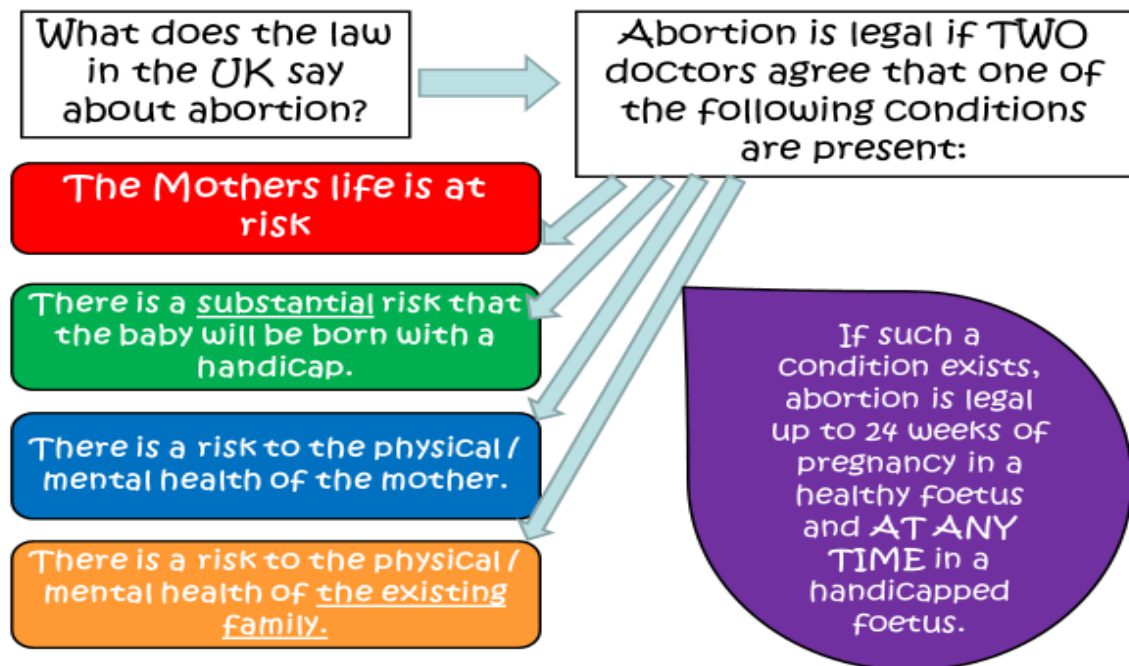 What does the law
in the UK say
about abortion?
Abortion is legal if TWO
doctors agree that one of
the following conditions
are present:
The Mothers life is at
risk
There is a substantial risk that
the baby will be born with a
handicap.
There is a risk to the physical /
mental health of the mother.
There is a risk to the physical /
mental health of the existing
family.
If such a
condition exists,
abortion is legal
up to 24 weeks of
pregnancy in a
healthy foetus
and AT ANY
TIME in a
handicapped
foetus.